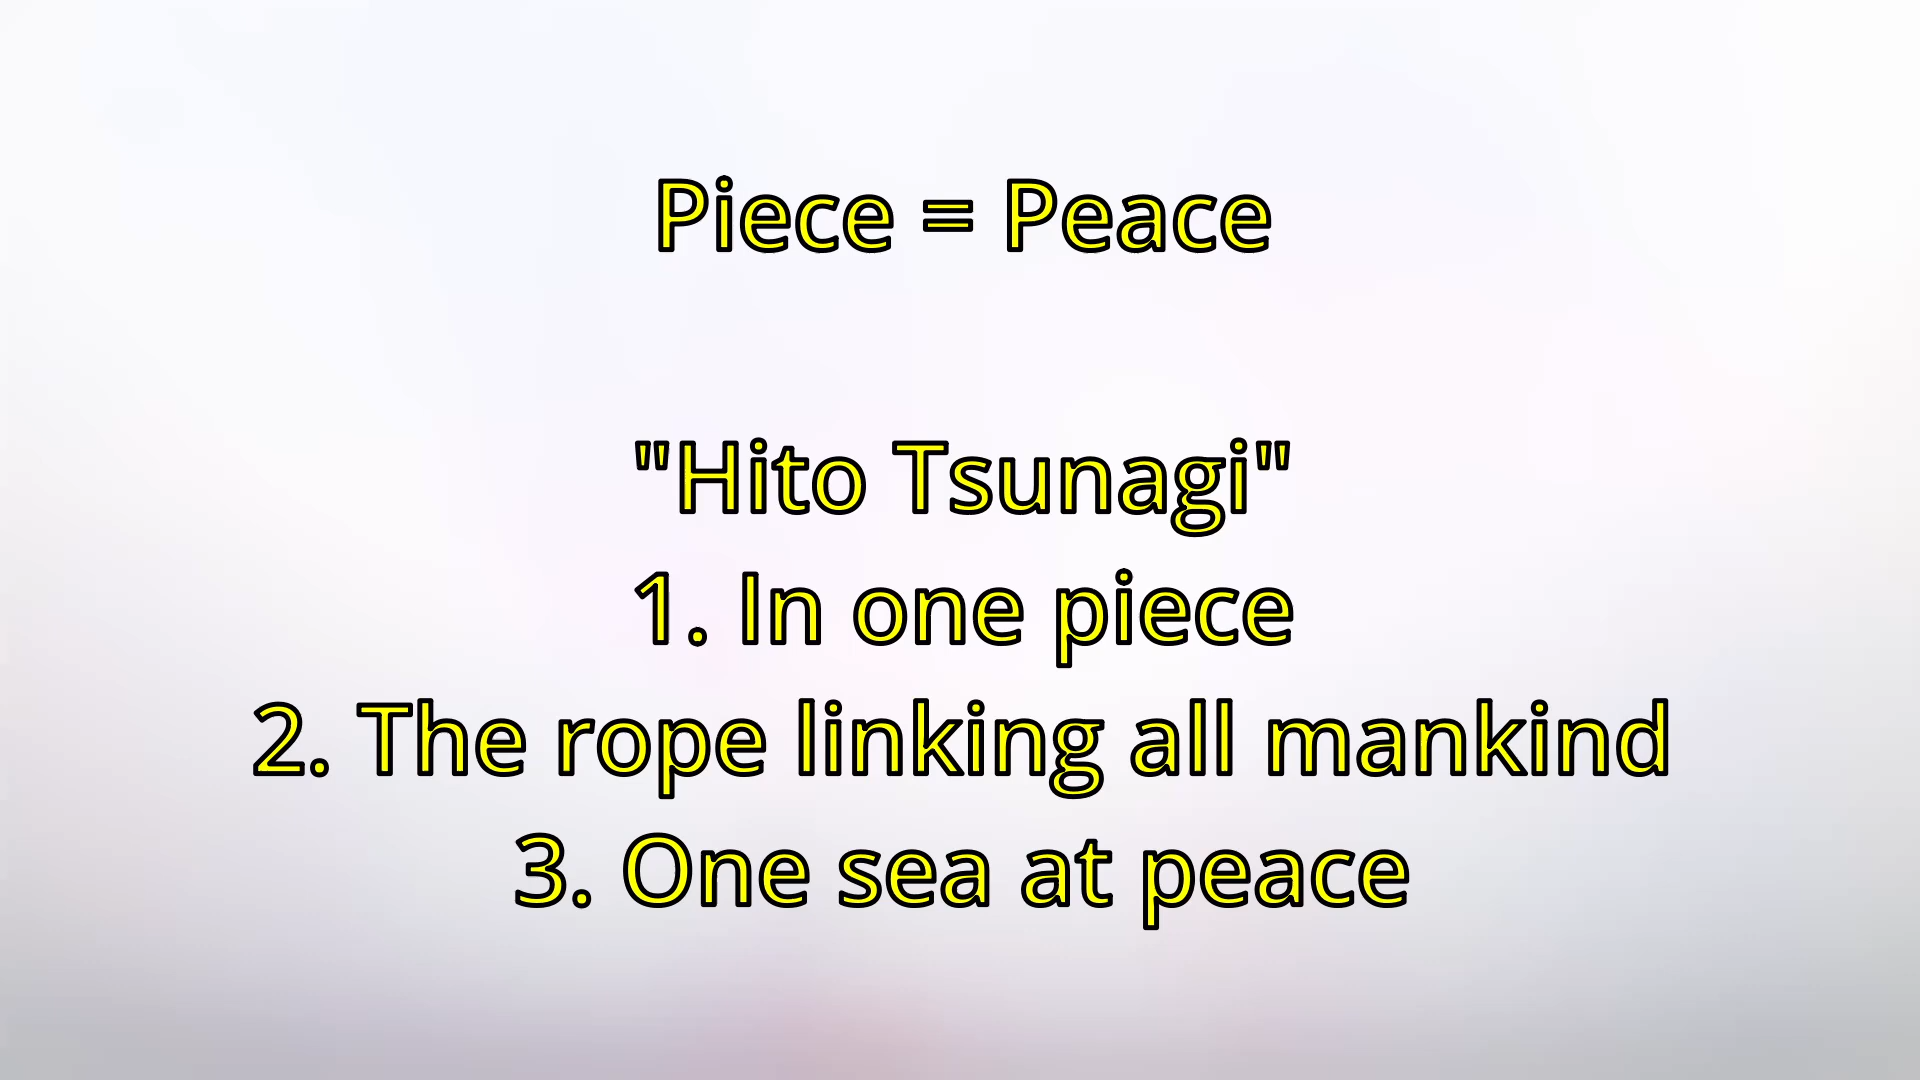 Piece = Peace
"Hito Tsunagi"
1. In one piece
2. The rope linking all mankind
3. One sea at peace